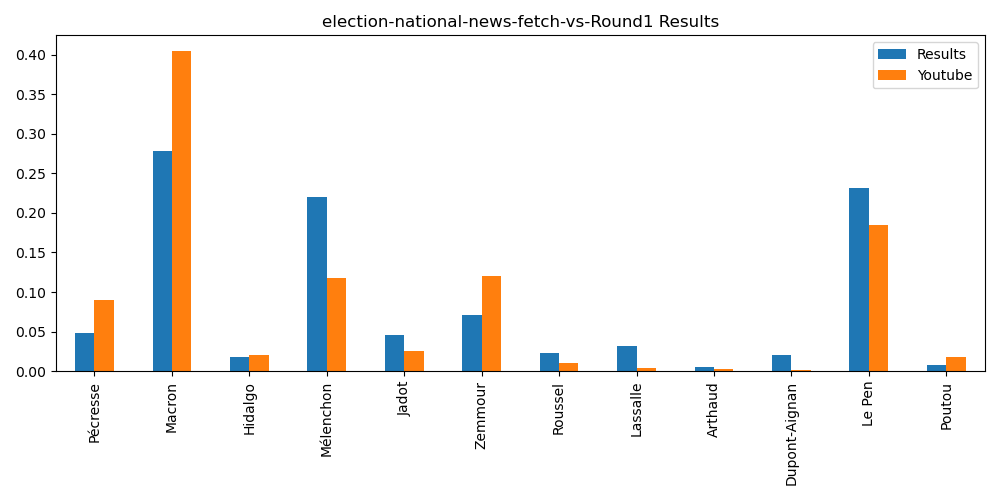 election-national-news-fetch-vs-Round1 Results
Results
Youtube
0.40
0.35
0.30
0.25
0.20
0.15
0.10
0.05
0.00
Pécresse
Macron
Hidalgo
Mélenchon
Jadot
Zemmour
Roussel
Lassalle
Arthaud
Dupont-Aignan
Le Pen
Poutou